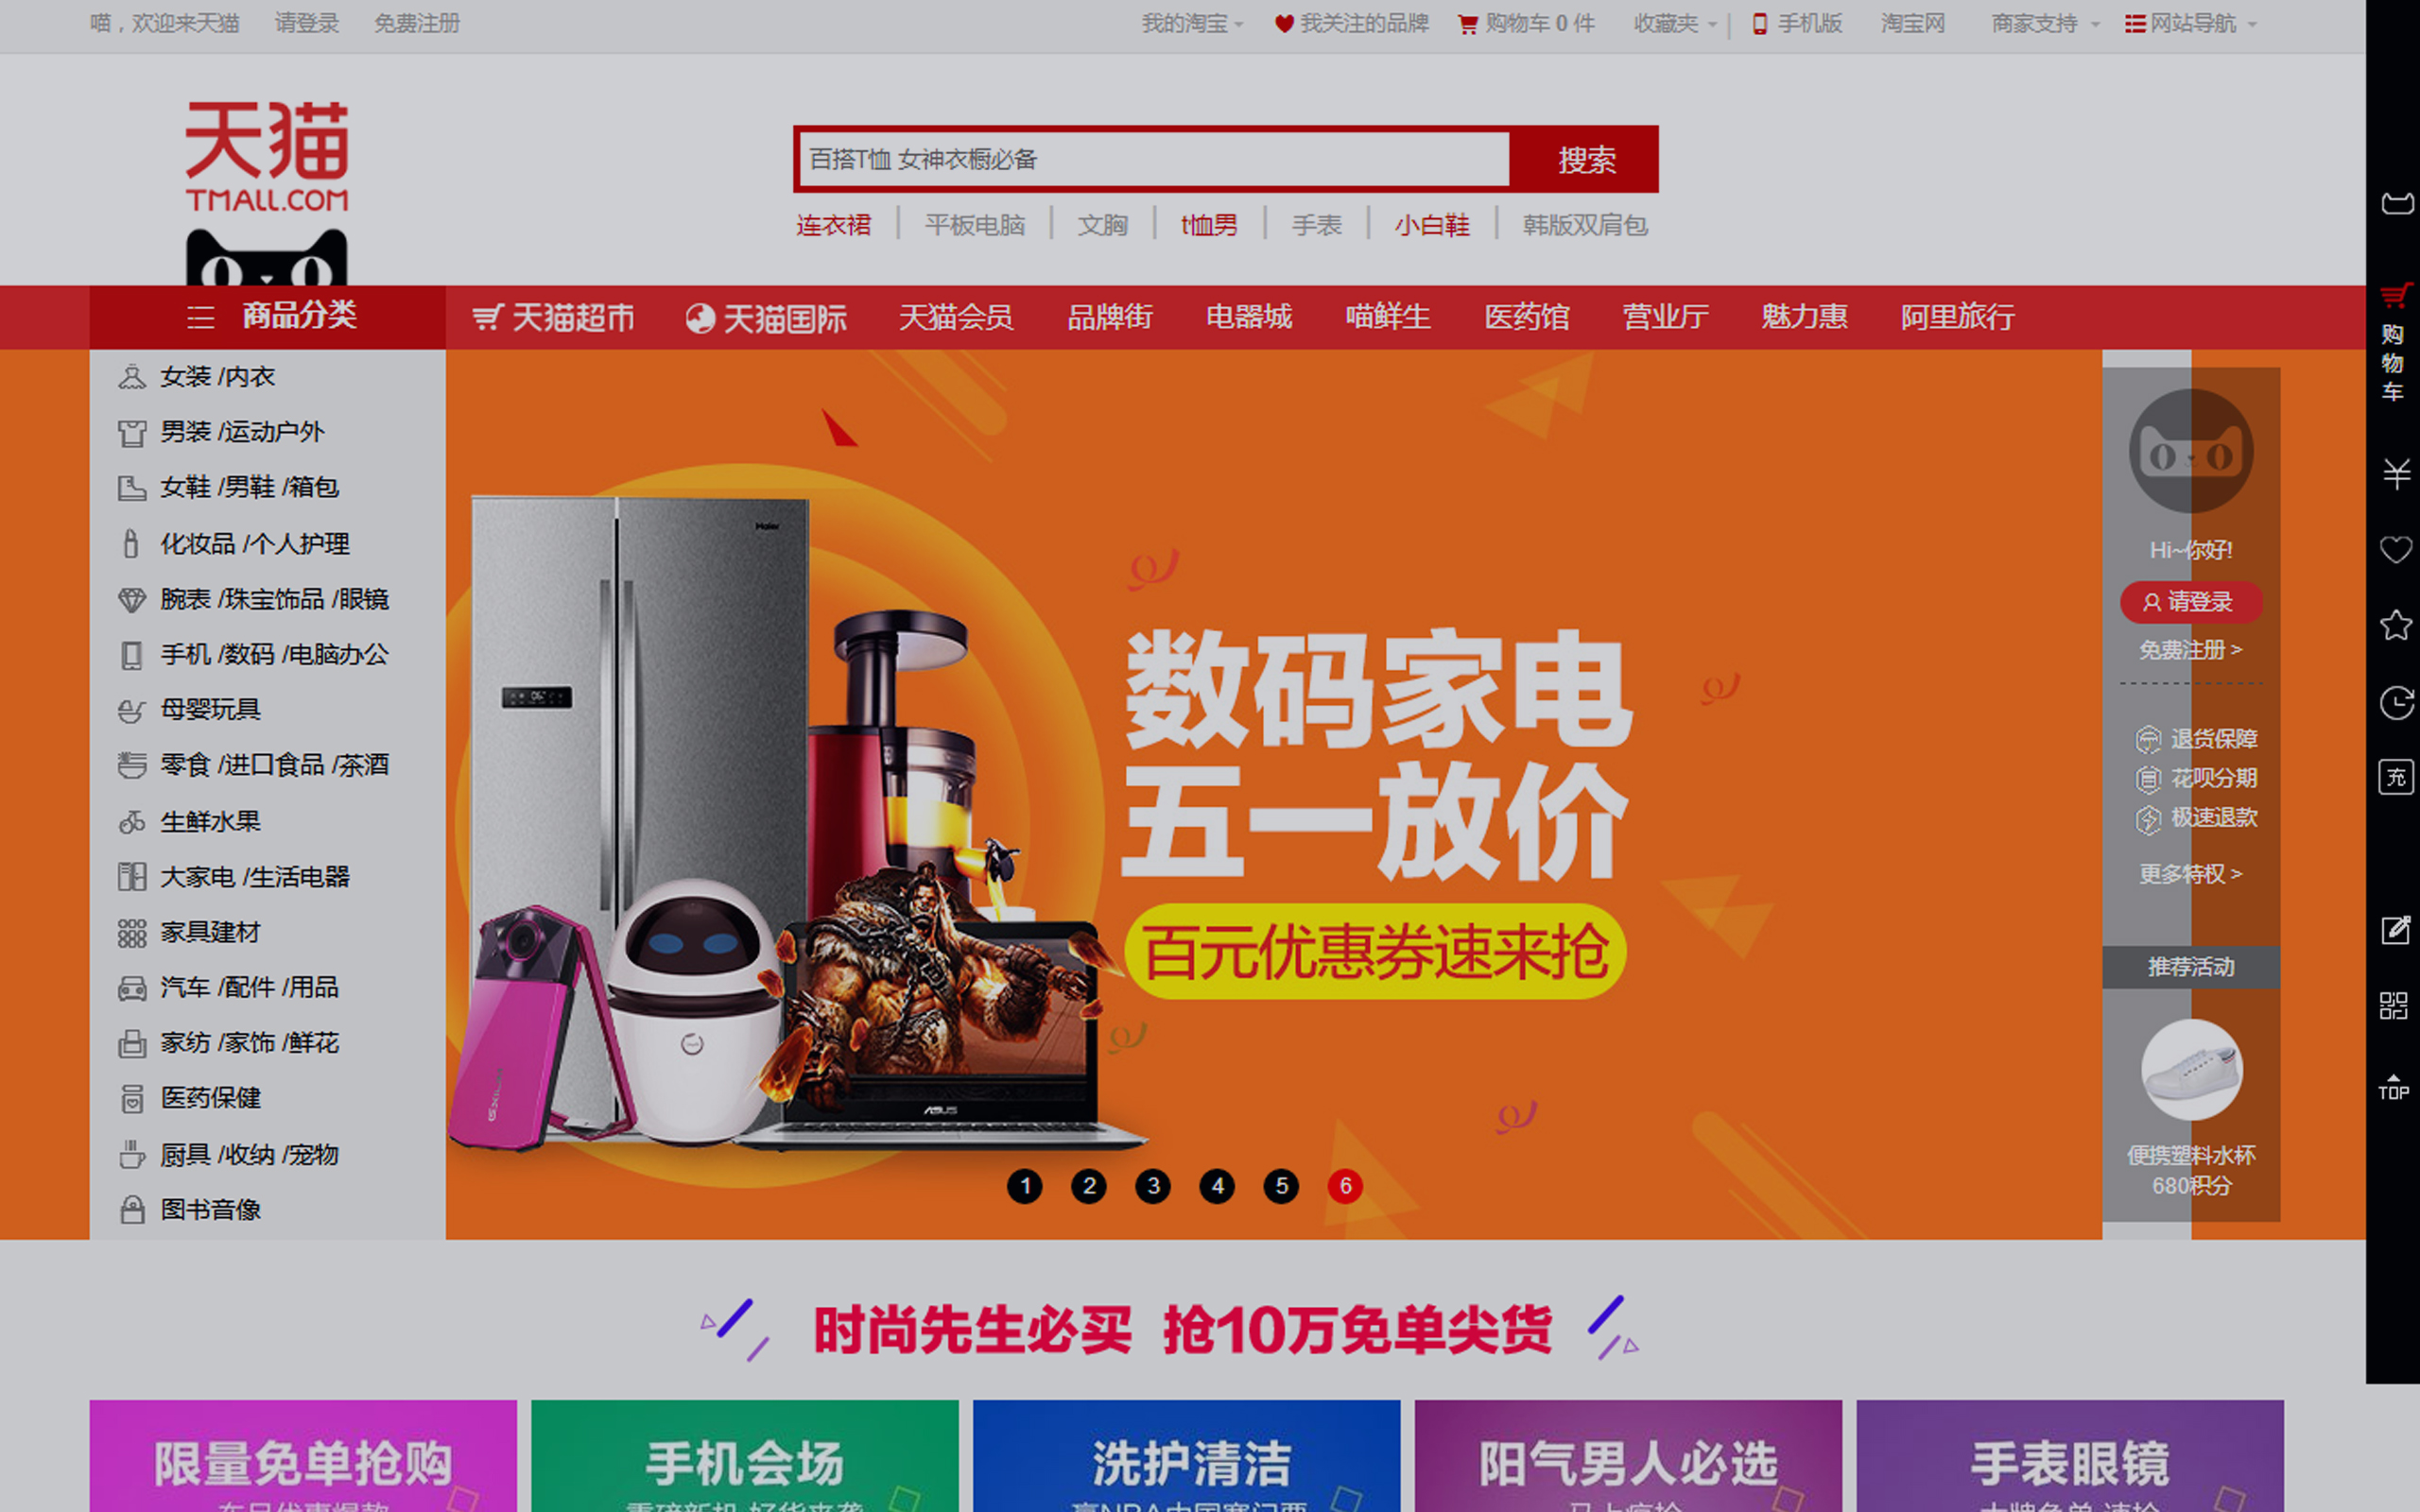 喵，欢迎来天猫 请登录 免费注册 我的淘宝 我关注的品牌 购物车 0 件 收藏夹 手机版 淘宝网 商家支持 网站导航
天猫
TMALL.COM
百搭T恤 女神衣橱必备 搜索
连衣裙 平板电脑 文胸 t恤男 手表 小白鞋 韩版双肩包
商品分类 天猫超市 天猫国际 天猫会员 品牌街 电器城 喵鲜生 医药馆 营业厅 魅力惠 阿里旅行
女装 /内衣
男装 /运动户外
女鞋 /男鞋 /箱包
化妆品 /个人护理
腕表 /珠宝饰品 /眼镜
手机 /数码 /电脑办公
母婴玩具
零食 /进口食品 /茶酒
生鲜水果
大家电 /生活电器
家具建材
汽车 /配件 /用品
家纺 /家饰 /鲜花
医药保健
厨具 /收纳 /宠物
图书音像
Haier
ASUS
数码家电
五一放价
百元优惠券速来抢
1 2 3 4 5 6
Hi~你好!
请登录
免费注册 >
退货保障
花呗分期
极速退款
更多特权 >
推荐活动
便携塑料水杯
680积分
购
物
车
充
TOP
时尚先生必买 抢10万免单尖货
限量免单抢购 手机会场 洗护清洁 阳气男人必选 手表眼镜